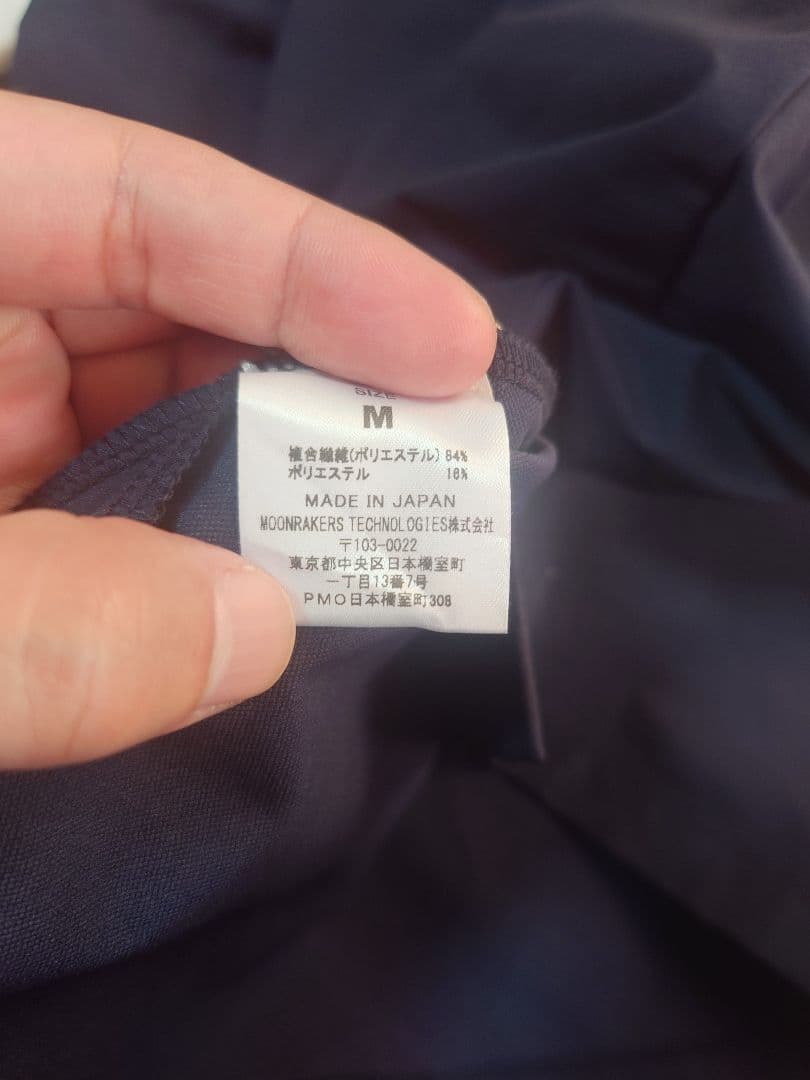 SIZE
M
複合繊維(ポリエステル) 84%
ポリエステル 16%
MADE IN JAPAN
MOONRAKERS TECHNOLOGIES株式会社
〒103-0022
東京都中央区日本橋室町
一丁目13番7号
PMO日本橋室町308